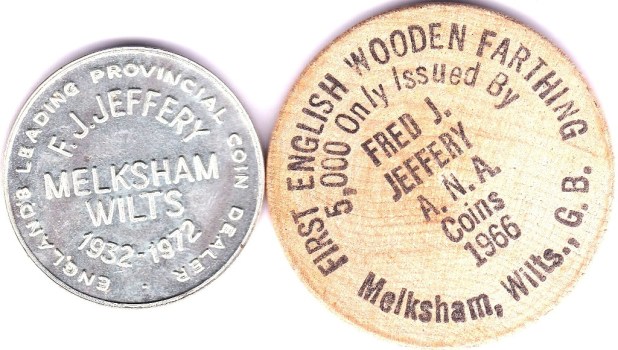 ENGLANDS LEADING PROVINCIAL COIN DEALER
F. J. JEFFERY
MELKSHAM
WILTS
1932-1972
FIRST ENGLISH WOODEN FARTHING
5,000 Only Issued By
FRED J.
JEFFERY
A. N. A.
Coins
1966
Melksham, Wilts., G. B.